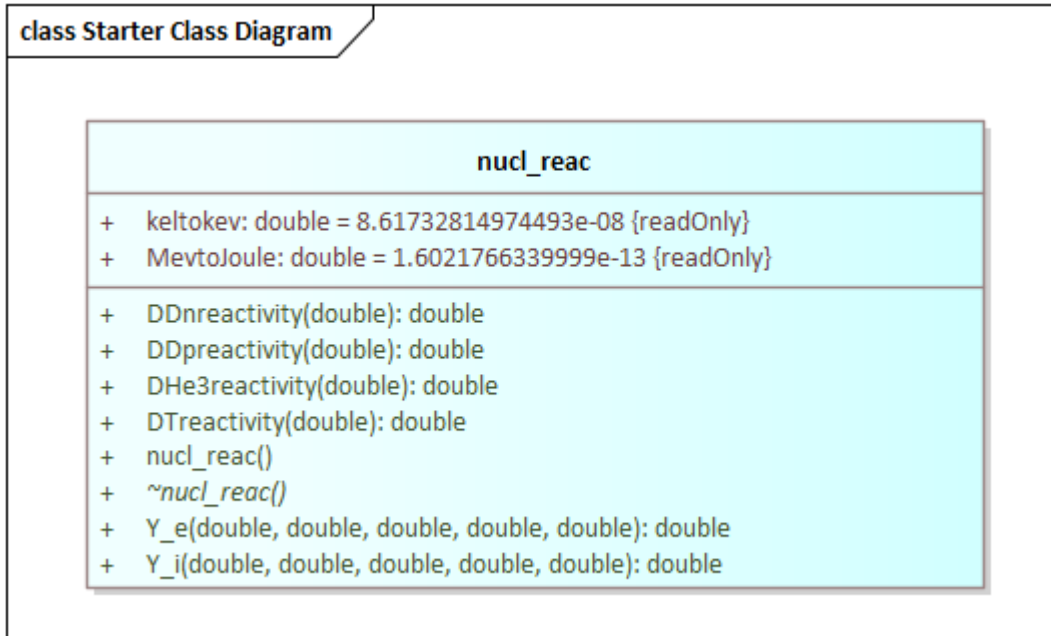 class Starter Class Diagram
nucl_reac
+ keltokev: double = 8.61732814974493e-08 {readOnly}
+ MevtoJoule: double = 1.6021766339999e-13 {readOnly}
+ DDnreactivity(double): double
+ DDpreactivity(double): double
+ DHe3reactivity(double): double
+ DTreactivity(double): double
+ nucl_reac()
+ ~nucl_reac()
+ Y_e(double, double, double, double, double): double
+ Y_i(double, double, double, double, double): double